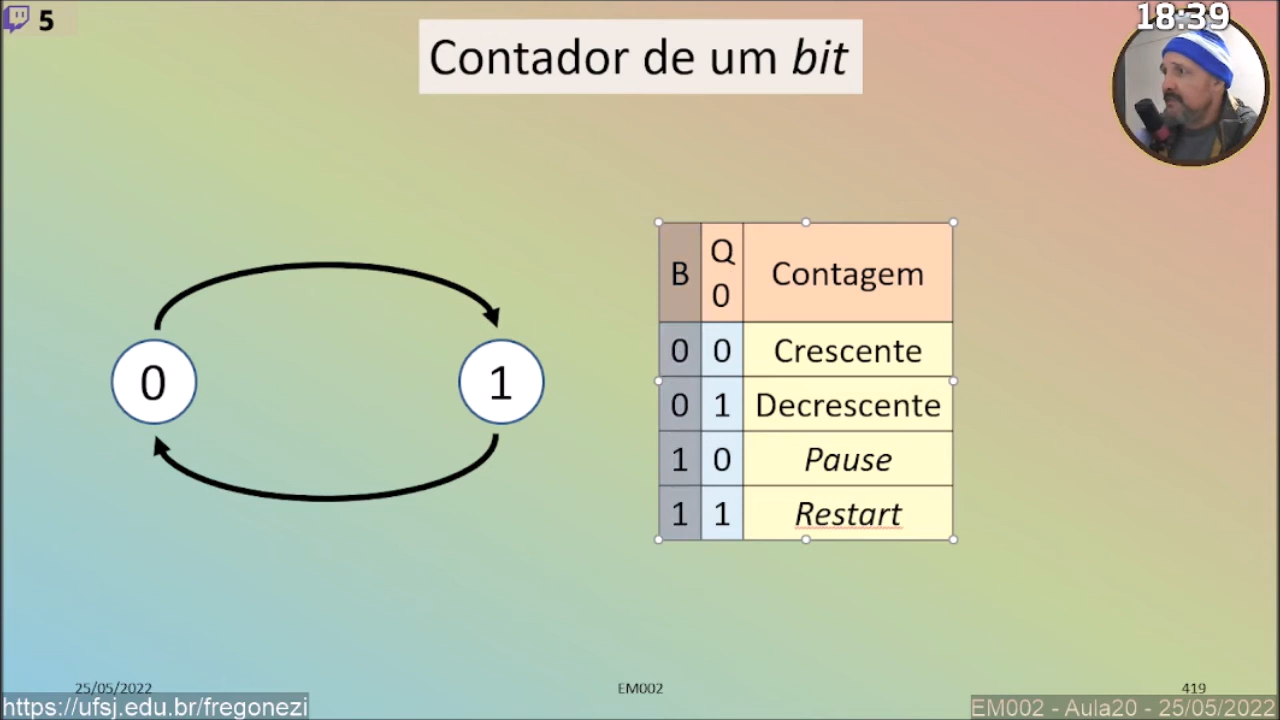 5
18:39
Contador de um bit
0
1
B
Q
0
Contagem
0 0 Crescente
0 1 Decrescente
1 0 Pause
1 1 Restart
25/05/2022
EM002
419
https://ufsj.edu.br/fregonezi
EM002 - Aula20 - 25/05/2022